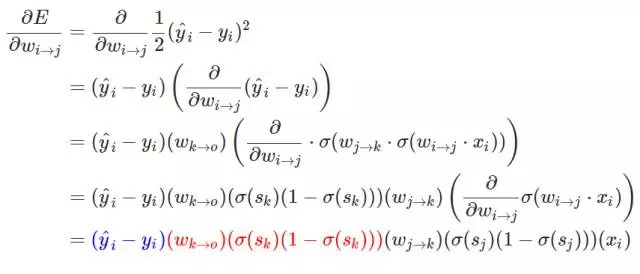 ∂E/∂w_{i→j} = ∂/∂w_{i→j} 1/2 (ŷ_i − y_i)²
= (ŷ_i − y_i) ( ∂/∂w_{i→j} (ŷ_i − y_i) )
= (ŷ_i − y_i)(w_{k→o}) ( ∂/∂w_{i→j} · σ(w_{j→k} · σ(w_{i→j} · x_i)) )
= (ŷ_i − y_i)(w_{k→o})(σ(s_k)(1 − σ(s_k)))(w_{j→k}) ( ∂/∂w_{i→j} σ(w_{i→j} · x_i) )
= (ŷ_i − y_i)(w_{k→o})(σ(s_k)(1 − σ(s_k)))(w_{j→k})(σ(s_j)(1 − σ(s_j)))(x_i)